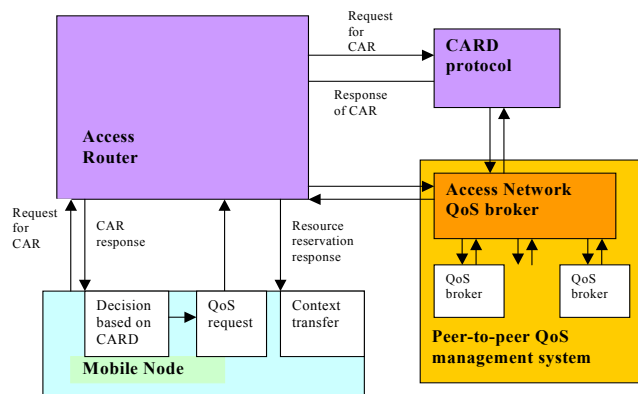 Request
for
CAR
CARD
protocol
Response
of CAR
Access
Router
Access Network
QoS broker
Request
for
CAR
CAR
response
Resource
reservation
response
QoS
broker
QoS
broker
Decision
based on
CARD
QoS
request
Context
transfer
Peer-to-peer QoS
management system
Mobile Node